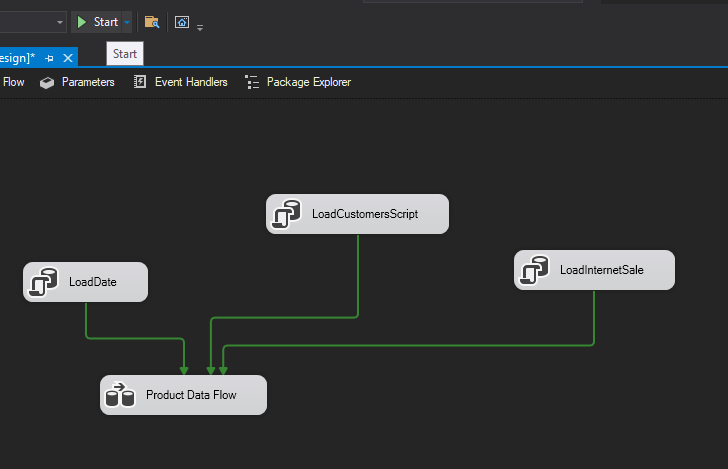 Start
esign]*
Start
Flow
Parameters
Event Handlers
Package Explorer
LoadCustomersScript
LoadInternetSale
LoadDate
Product Data Flow